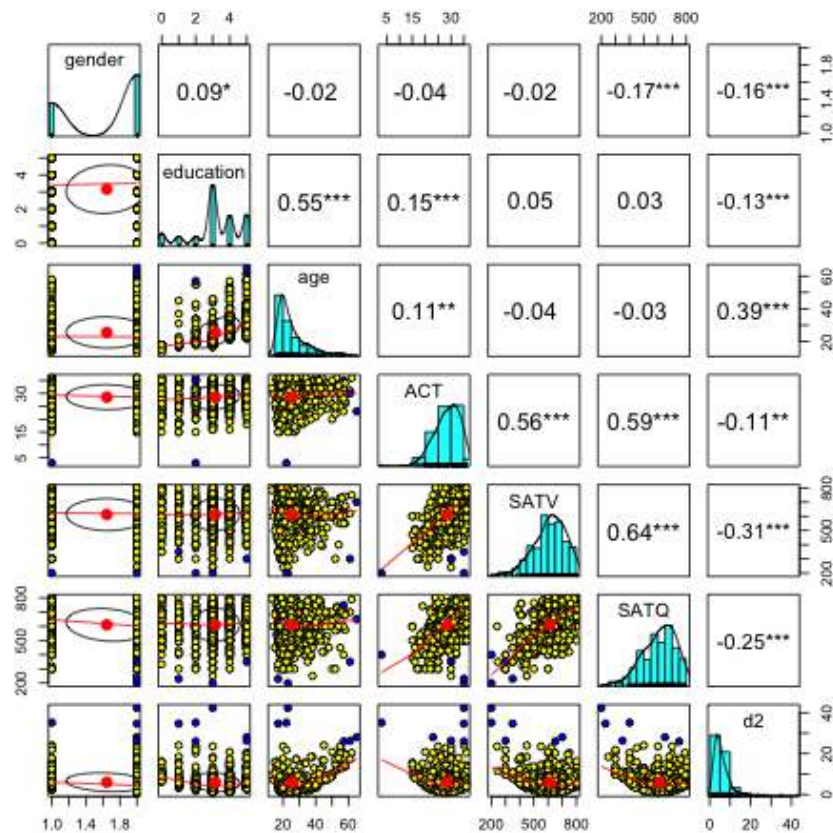 0 2 4 5 15 30 200 600
gender 0.09* -0.02 -0.04 -0.02 -0.17*** -0.16*** 1.0 1.4 1.8
0 2 4 education 0.55*** 0.15*** 0.05 0.03 -0.13***
age 0.11** -0.04 -0.03 0.39*** 20 40 60
5 15 30 ACT 0.56*** 0.59*** -0.11**
SATV 0.64*** -0.31*** 200 500 800
200 500 800 SATQ -0.25***
d2 0 20 40
1.0 1.4 1.8 20 40 60 200 500 800 0 20 40